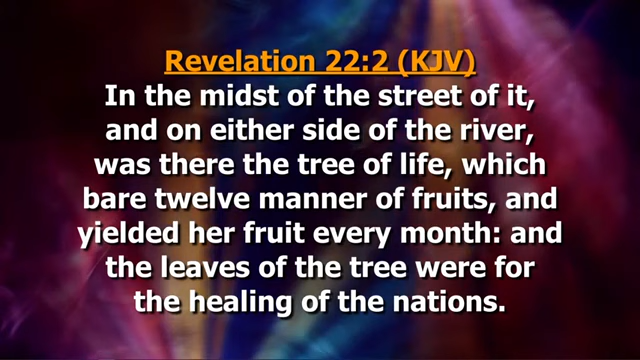 Revelation 22:2 (KJV)
In the midst of the street of it,
and on either side of the river,
was there the tree of life, which
bare twelve manner of fruits, and
yielded her fruit every month: and
the leaves of the tree were for
the healing of the nations.